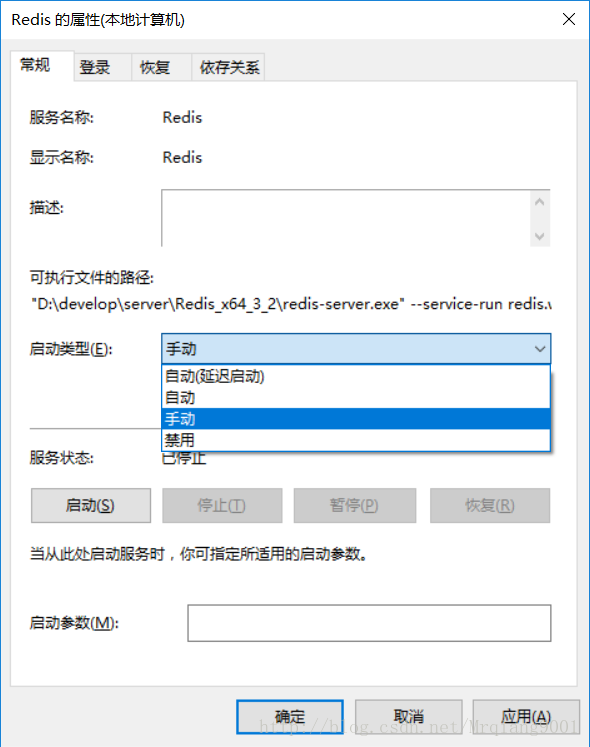 Redis 的属性(本地计算机)
常规 登录 恢复 依存关系
服务名称: Redis
显示名称: Redis
描述:
可执行文件的路径:
"D:\develop\server\Redis_x64_3_2\redis-server.exe" --service-run redis.w
启动类型(E): 手动
自动(延迟启动)
自动
手动
禁用
服务状态: 已停止
启动(S) 停止(T) 暂停(P) 恢复(R)
当从此处启动服务时，你可指定所适用的启动参数。
启动参数(M):
确定 取消 应用(A)
http://blog.csdn.net/Mrqiang9001